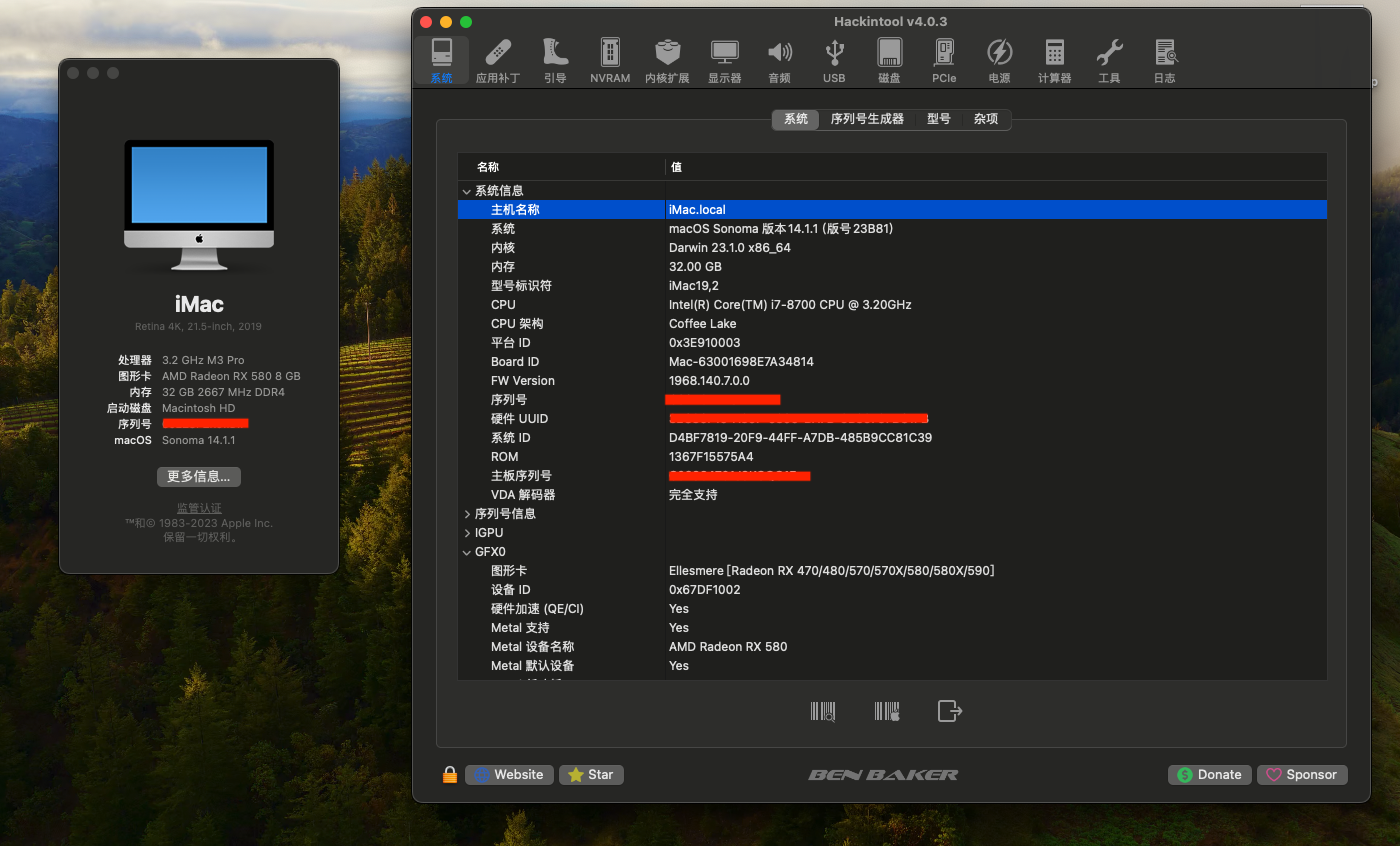 iMac
Retina 4K, 21.5-inch, 2019
处理器 3.2 GHz M3 Pro
图形卡 AMD Radeon RX 580 8 GB
内存 32 GB 2667 MHz DDR4
启动磁盘 Macintosh HD
序列号
macOS Sonoma 14.1.1
更多信息...
监管认证
™和© 1983-2023 Apple Inc.
保留一切权利。
Hackintool v4.0.3
系统 应用补丁 引导 NVRAM 内核扩展 显示器 音频 USB 磁盘 PCIe 电源 计算器 工具 日志
系统 序列号生成器 型号 杂项
名称 值
系统信息
主机名称 iMac.local
系统 macOS Sonoma 版本14.1.1 (版号23B81)
内核 Darwin 23.1.0 x86_64
内存 32.00 GB
型号标识符 iMac19,2
CPU Intel(R) Core(TM) i7-8700 CPU @ 3.20GHz
CPU 架构 Coffee Lake
平台 ID 0x3E910003
Board ID Mac-63001698E7A34814
FW Version 1968.140.7.0.0
序列号
硬件 UUID
系统 ID D4BF7819-20F9-44FF-A7DB-485B9CC81C39
ROM 1367F15575A4
主板序列号
VDA 解码器 完全支持
序列号信息
IGPU
GFX0
图形卡 Ellesmere [Radeon RX 470/480/570/570X/580/580X/590]
设备 ID 0x67DF1002
硬件加速 (QE/CI) Yes
Metal 支持 Yes
Metal 设备名称 AMD Radeon RX 580
Metal 默认设备 Yes
Website Star BEN BAKER Donate Sponsor